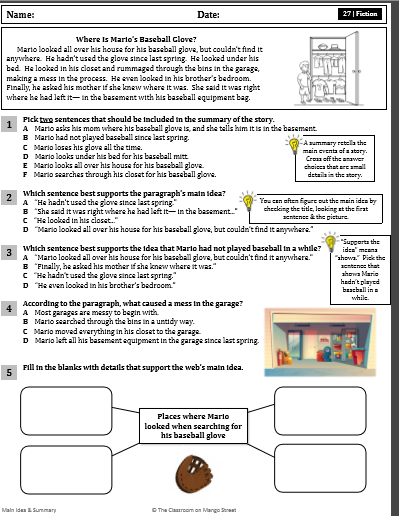 Name: Date: 27 | Fiction
Where Is Mario's Baseball Glove?
Mario looked all over his house for his baseball glove, but couldn't find it
anywhere. He hadn't used the glove since last spring. He looked under his
bed. He looked in his closet and rummaged through the bins in the garage,
making a mess in the process. He even looked in his brother's bedroom.
Finally, he asked his mother if she knew where it was. She said it was right
where he had left it— in the basement with his baseball equipment bag.
1 Pick two sentences that should be included in the summary of the story.
A Mario asks his mom where his baseball glove is, and she tells him it is in the basement.
B Mario had not played baseball since last spring.
C Mario loses his glove all the time.
D Mario looks under his bed for his baseball mitt.
E Mario looks all over his house for his baseball glove.
F Mario searches through his closet for his baseball glove.
A summary retells the
main events of a story.
Cross off the answer
choices that are small
details in the story.
2 Which sentence best supports the paragraph's main idea?
A "He hadn't used the glove since last spring."
B "She said it was right where he had left it— in the basement..."
C "He looked in his closet..."
D "Mario looked all over his house for his baseball glove, but couldn't find it anywhere."
You can often figure out the main idea by
checking the title, looking at the first
sentence & the picture.
3 Which sentence best supports the idea that Mario had not played baseball in a while?
A "Mario looked all over his house for his baseball glove, but couldn't find it anywhere."
B "Finally, he asked his mother if she knew where it was."
C "He hadn't used the glove since last spring."
D "He even looked in his brother's bedroom."
"Supports the
idea" means
"shows." Pick the
sentence that
shows Mario
hadn't played
baseball in a
while.
4 According to the paragraph, what caused a mess in the garage?
A Most garages are messy to begin with.
B Mario searched through the bins in a untidy way.
C Mario moved everything in his closet to the garage.
D Mario left all his basement equipment in the garage since last spring.
5 Fill in the blanks with details that support the web's main idea.
Places where Mario
looked when searching for
his baseball glove
Main Idea & Summary © The Classroom on Mango Street